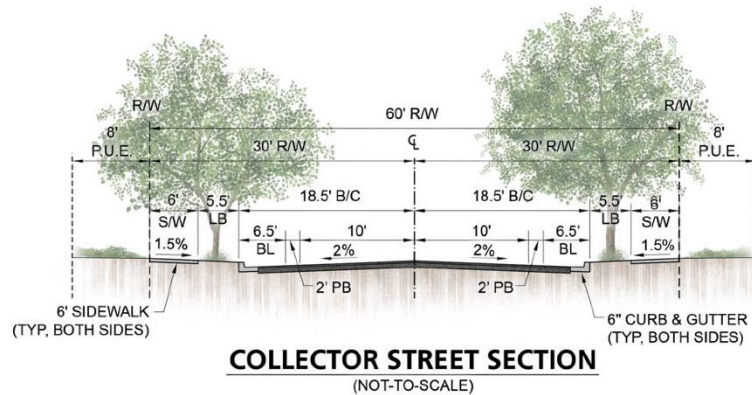 R/W
60' R/W
R/W
8'
P.U.E.
30' R/W
℄
30' R/W
8'
P.U.E.
6'
S/W
5.5'
LB
18.5' B/C
18.5' B/C
5.5'
LB
6'
S/W
1.5%
6.5'
BL
10'
2%
10'
2%
6.5'
BL
1.5%
2' PB
2' PB
6' SIDEWALK
(TYP, BOTH SIDES)
6" CURB & GUTTER
(TYP, BOTH SIDES)
COLLECTOR STREET SECTION
(NOT-TO-SCALE)